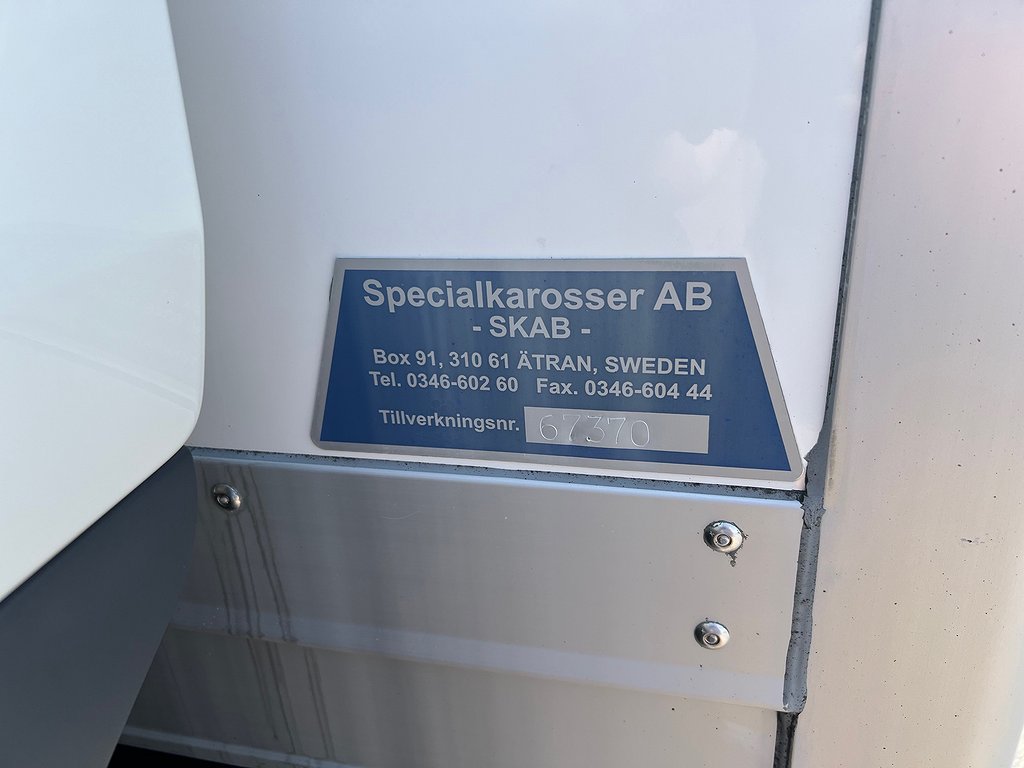 Specialkarosser AB
- SKAB -
Box 91, 310 61 ÄTRAN, SWEDEN
Tel. 0346-602 60 Fax. 0346-604 44
Tillverkningsnr. 67370